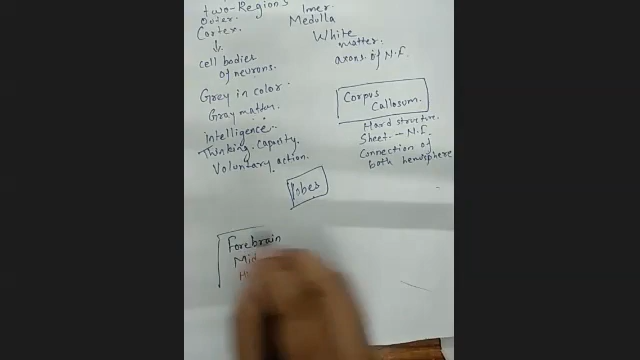 two-Regions
Outer
Cortex.
Inner
Medulla
cell bodies
of neurons.
Grey in color.
Gray matter.
intelligence.
Thinking capacity.
Voluntary action.
White
matter.
axons of N.F.
Corpus
Callosum.
Hard structure.
Sheet - N.F.
Connection of
both hemisphere
lobes
Forebrain
Mid